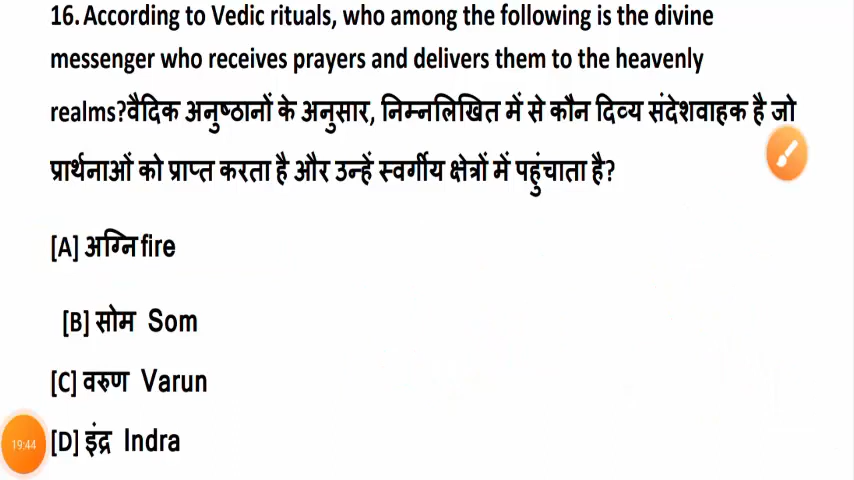 16. According to Vedic rituals, who among the following is the divine
messenger who receives prayers and delivers them to the heavenly
realms?वैदिक अनुष्ठानों के अनुसार, निम्नलिखित में से कौन दिव्य संदेशवाहक है जो
प्रार्थनाओं को प्राप्त करता है और उन्हें स्वर्गीय क्षेत्रों में पहुंचाता है?
[A] अग्नि fire
[B] सोम Som
[C] वरुण Varun
19:44
[D] इंद्र Indra